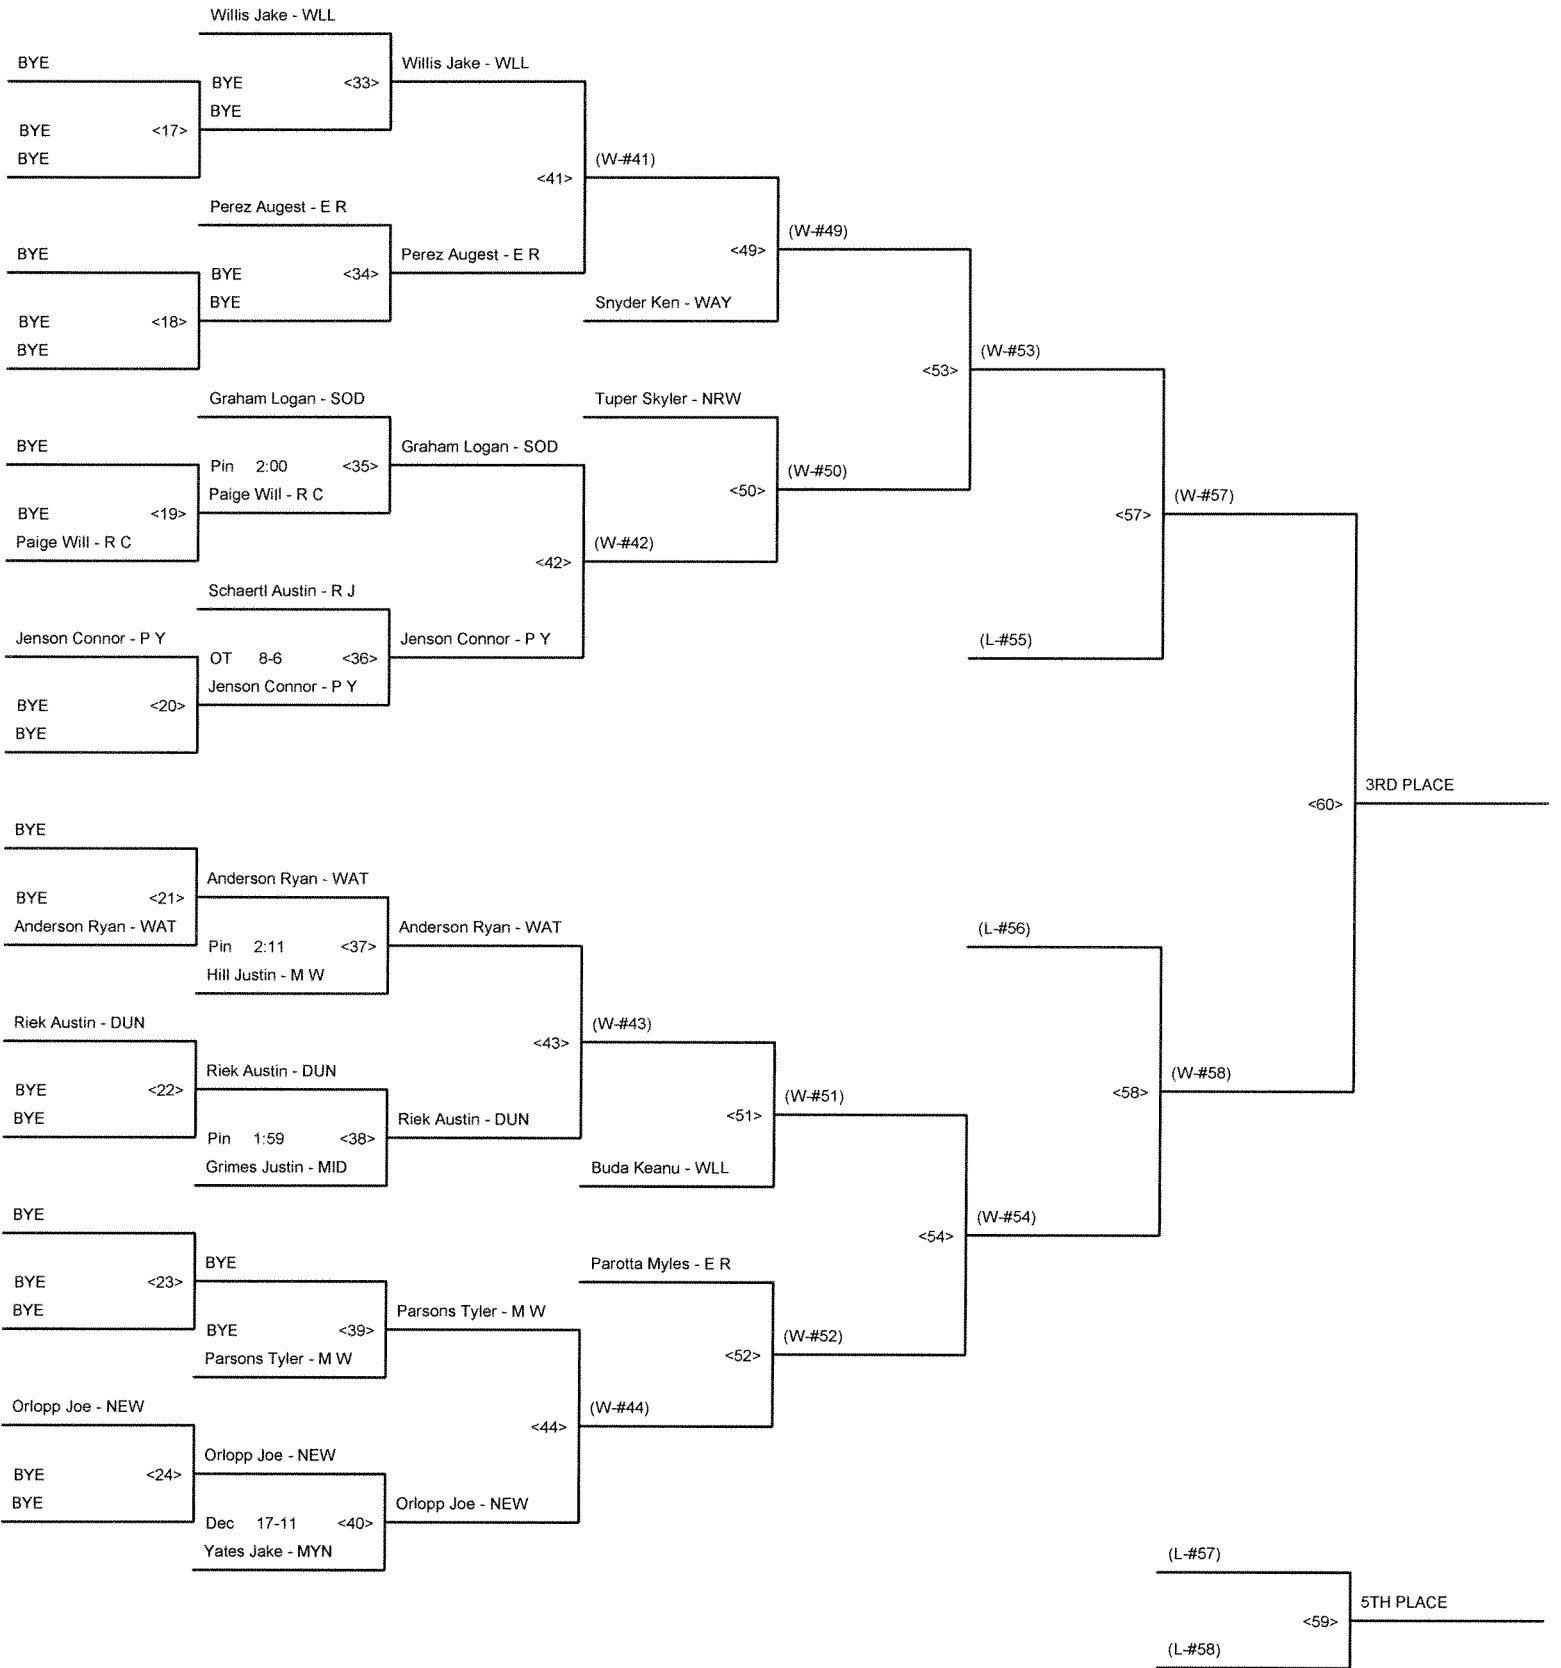 Willis Jake - WLL
BYE
Willis Jake - WLL
BYE <33>
BYE
BYE <17>
BYE
(W-#41)
<41>
Perez Augest - E R
(W-#49)
BYE
Perez Augest - E R
<49>
BYE <34>
BYE
Snyder Ken - WAY
BYE <18>
BYE
(W-#53)
<53>
Graham Logan - SOD
Tuper Skyler - NRW
BYE
Graham Logan - SOD
Pin 2:00 <35>
(W-#50)
Paige Will - R C
<50>
(W-#57)
BYE <19>
<57>
Paige Will - R C
(W-#42)
<42>
Schaertl Austin - R J
Jenson Connor - P Y
Jenson Connor - P Y
(L-#55)
OT 8-6 <36>
Jenson Connor - P Y
BYE <20>
BYE
3RD PLACE
<60>
BYE
Anderson Ryan - WAT
BYE <21>
Anderson Ryan - WAT
Anderson Ryan - WAT
(L-#56)
Pin 2:11 <37>
Hill Justin - M W
Riek Austin - DUN
(W-#43)
<43>
Riek Austin - DUN
(W-#58)
BYE <22>
<58>
(W-#51)
BYE
Riek Austin - DUN
<51>
Pin 1:59 <38>
Grimes Justin - MID
Buda Keanu - WLL
BYE
(W-#54)
<54>
BYE
Parotta Myles - E R
BYE <23>
BYE
Parsons Tyler - M W
BYE <39>
(W-#52)
Parsons Tyler - M W
<52>
Orlopp Joe - NEW
(W-#44)
<44>
Orlopp Joe - NEW
BYE <24>
BYE
Orlopp Joe - NEW
Dec 17-11 <40>
Yates Jake - MYN
(L-#57)
5TH PLACE
<59>
(L-#58)